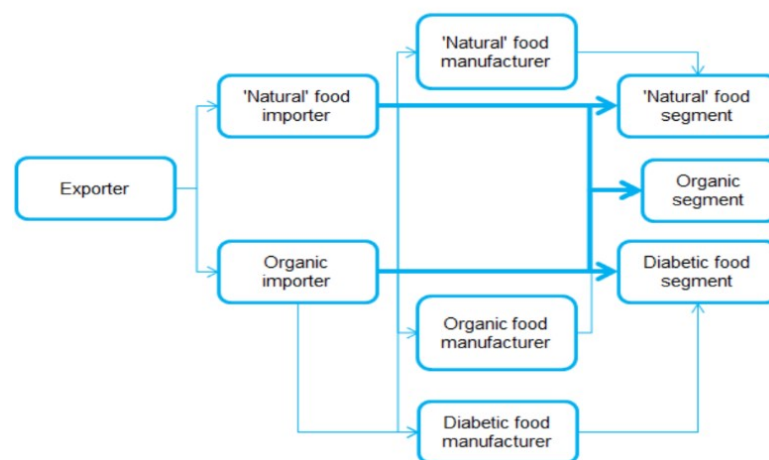 'Natural' food
manufacturer
'Natural' food
importer
'Natural' food
segment
Exporter
Organic
segment
Organic
importer
Diabetic food
segment
Organic food
manufacturer
Diabetic food
manufacturer